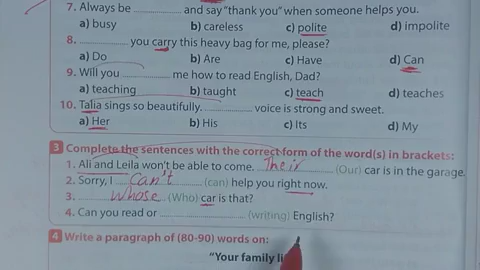 7. Always be .................. and say "thank you" when someone helps you.
a) busy b) careless c) polite d) impolite
8. .................. you carry this heavy bag for me, please?
a) Do b) Are c) Have d) Can
9. Will you .................. me how to read English, Dad?
a) teaching b) taught c) teach d) teaches
10. Talia sings so beautifully. .................. voice is strong and sweet.
a) Her b) His c) Its d) My
3 Complete the sentences with the correct form of the word(s) in brackets:
1. Ali and Leila won't be able to come. Their (Our) car is in the garage.
2. Sorry, I can't (can) help you right now.
3. whose (Who) car is that?
4. Can you read or .................. (writing) English?
4 Write a paragraph of (80-90) words on:
"Your family